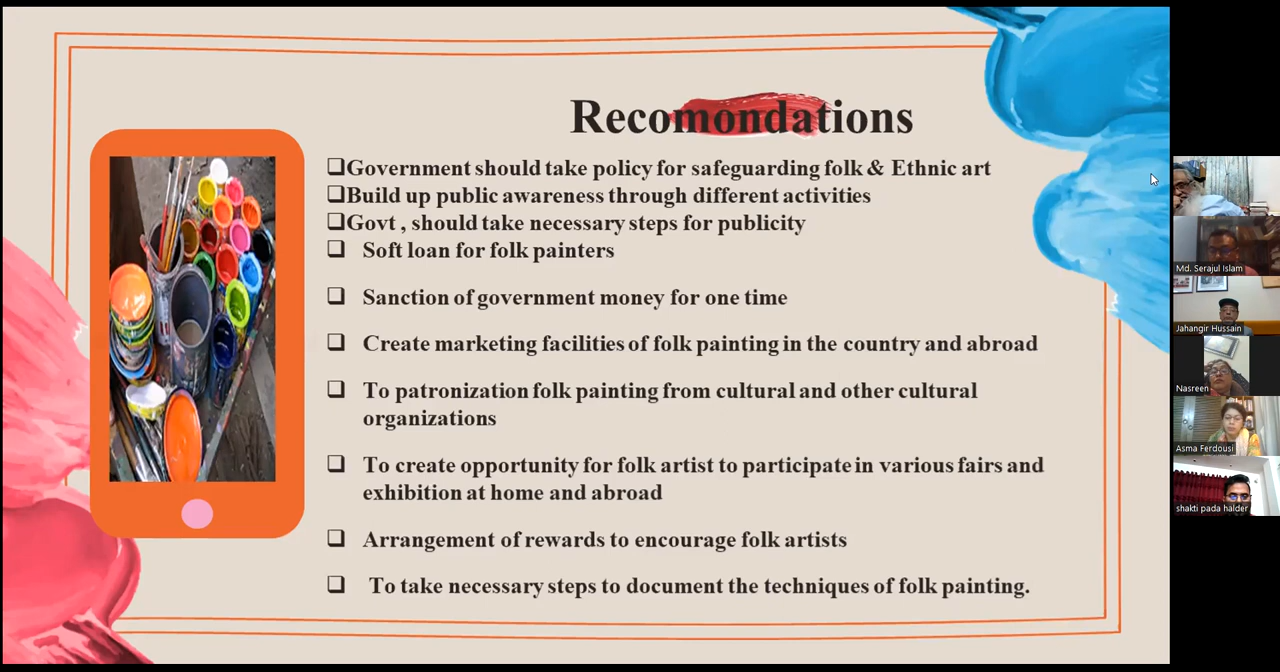 Recomondations
❑Government should take policy for safeguarding folk & Ethnic art
❑Build up public awareness through different activities
❑Govt , should take necessary steps for publicity
❑ Soft loan for folk painters
❑ Sanction of government money for one time
❑ Create marketing facilities of folk painting in the country and abroad
❑ To patronization folk painting from cultural and other cultural
organizations
❑ To create opportunity for folk artist to participate in various fairs and
exhibition at home and abroad
❑ Arrangement of rewards to encourage folk artists
❑ To take necessary steps to document the techniques of folk painting.
Md. Serajul Islam
Jahangir Hussain
Nasreen
Asma Ferdousi
shakti pada halder